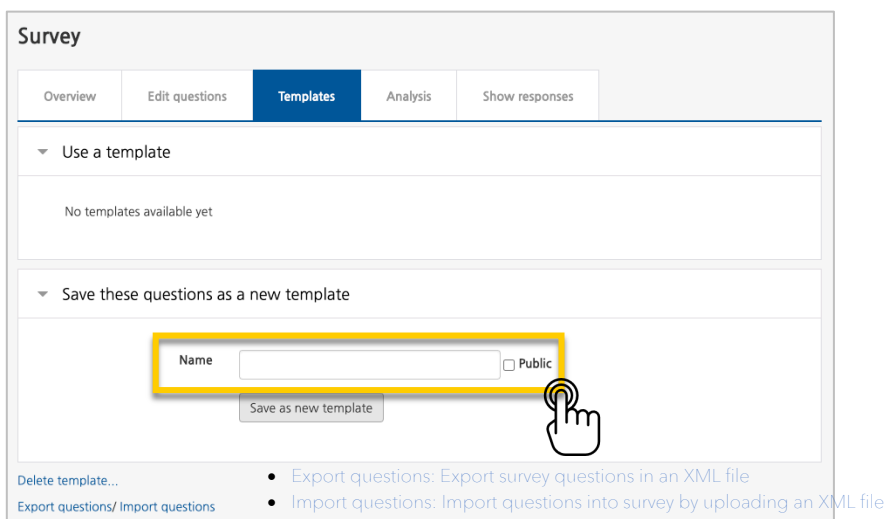 Survey
Overview Edit questions Templates Analysis Show responses
Use a template
No templates available yet
Save these questions as a new template
Name Public
Save as new template
Delete template...
• Export questions: Export survey questions in an XML file
Export questions/ Import questions
• Import questions: Import questions into survey by uploading an XML file